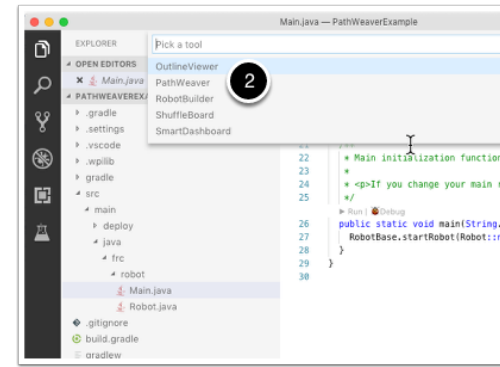 Main.java — PathWeaverExample
EXPLORER
Pick a tool
OPEN EDITORS
OutlineViewer
Main.java
PathWeaver
2
PATHWEAVEREXA
RobotBuilder
.gradle
ShuffleBoard
.settings
SmartDashboard
.vscode
.wpilib
gradle
src
main
deploy
java
frc
robot
Main.java
Robot.java
.gitignore
build.gradle
gradlew
21 /**
22 * Main initialization function
23 *
24 * <p>If you change your main
25 */
Run | Debug
26 public static void main(String.
27 RobotBase.startRobot(Robot::
28 }
29 }
30